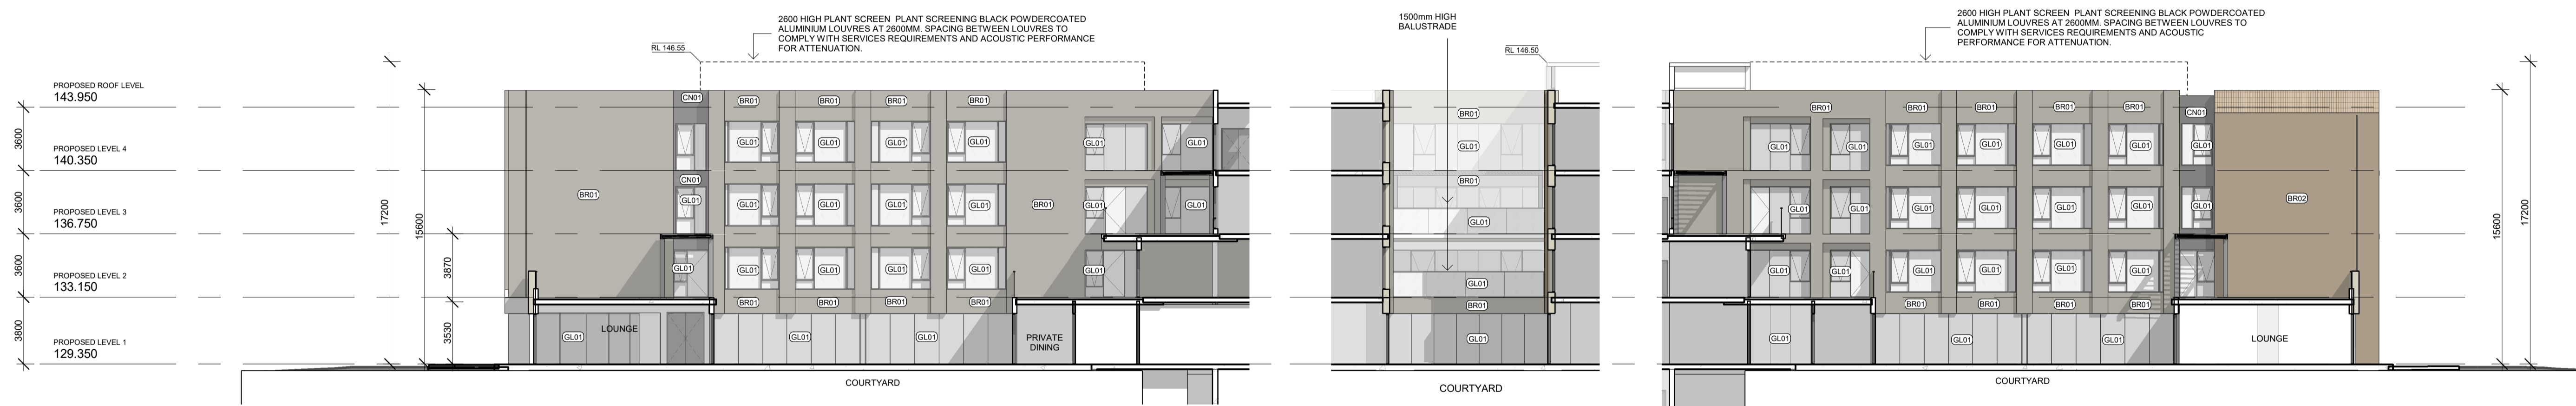 2600 HIGH PLANT SCREEN PLANT SCREENING BLACK POWDERCOATED
ALUMINIUM LOUVRES AT 2600MM. SPACING BETWEEN LOUVRES TO
COMPLY WITH SERVICES REQUIREMENTS AND ACOUSTIC PERFORMANCE
FOR ATTENUATION.
RL 146.55
1500mm HIGH
BALUSTRADE
RL 146.50
2600 HIGH PLANT SCREEN PLANT SCREENING BLACK POWDERCOATED
ALUMINIUM LOUVRES AT 2600MM. SPACING BETWEEN LOUVRES TO
COMPLY WITH SERVICES REQUIREMENTS AND ACOUSTIC
PERFORMANCE FOR ATTENUATION.
PROPOSED ROOF LEVEL
143.950
3600
PROPOSED LEVEL 4
140.350
3600
PROPOSED LEVEL 3
136.750
3600
PROPOSED LEVEL 2
133.150
3800
PROPOSED LEVEL 1
129.350
17200
15600
3870
3530
CN01
BR01
BR01
BR01
BR01
GL01
GL01
GL01
GL01
GL01
GL01
CN01
BR01
GL01
GL01
GL01
GL01
GL01
BR01
GL01
GL01
GL01
GL01
GL01
GL01
GL01
BR01
BR01
BR01
BR01
LOUNGE
GL01
GL01
GL01
PRIVATE
DINING
COURTYARD
BR01
GL01
BR01
GL01
GL01
BR01
GL01
COURTYARD
BR01
BR01
BR01
BR01
BR01
CN01
GL01
GL01
GL01
GL01
GL01
GL01
GL01
GL01
GL01
GL01
GL01
GL01
GL01
GL01
BR02
GL01
GL01
GL01
GL01
GL01
GL01
BR01
BR01
BR01
BR01
GL01
GL01
GL01
LOUNGE
COURTYARD
15600
17200